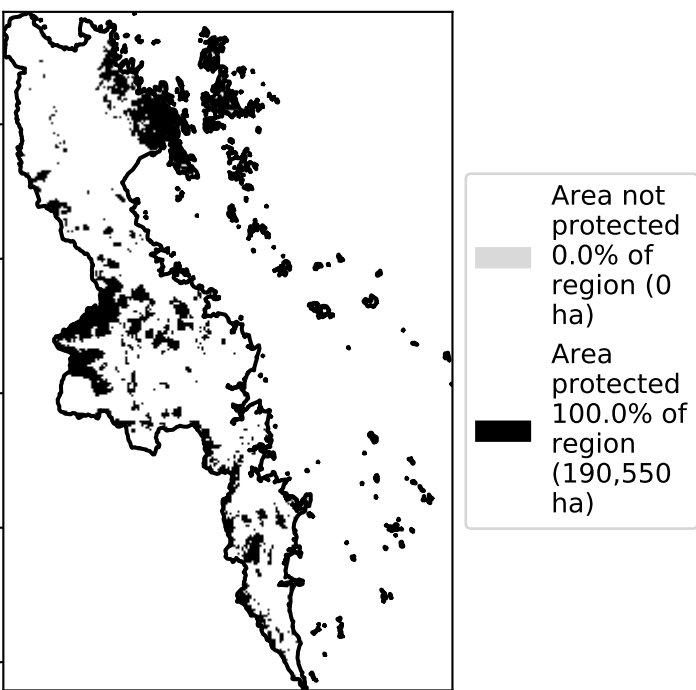 Area not
protected
0.0% of
region (0
ha)
Area
protected
100.0% of
region
(190,550
ha)